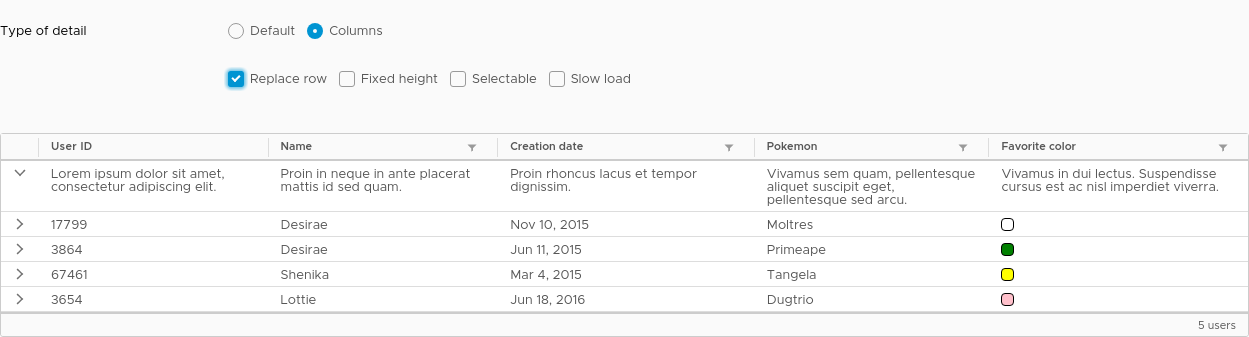 Type of detail Default Columns
Replace row Fixed height Selectable Slow load
User ID Name Creation date Pokemon Favorite color
Lorem ipsum dolor sit amet, Proin in neque in ante placerat Proin rhoncus lacus et tempor Vivamus sem quam, pellentesque Vivamus in dui lectus. Suspendisse
consectetur adipiscing elit. mattis id sed quam. dignissim. aliquet suscipit eget, cursus est ac nisl imperdiet viverra.
pellentesque sed arcu.
17799 Desirae Nov 10, 2015 Moltres
3864 Desirae Jun 11, 2015 Primeape
67461 Shenika Mar 4, 2015 Tangela
3654 Lottie Jun 18, 2016 Dugtrio
5 users